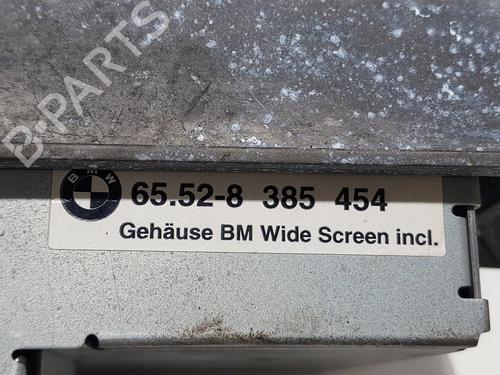 B-PARTS
BMW
65.52-8 385 454
Gehäuse BM Wide Screen incl.